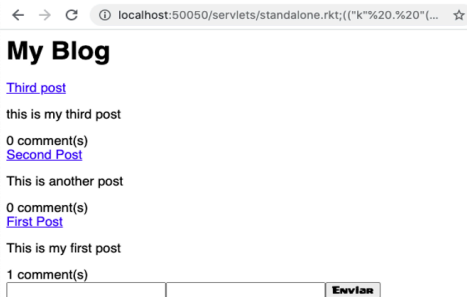 localhost:50050/servlets/standalone.rkt;(("k"%20.%20"(...
My Blog
Third post
this is my third post
0 comment(s)
Second Post
This is another post
0 comment(s)
First Post
This is my first post
1 comment(s)
Enviar